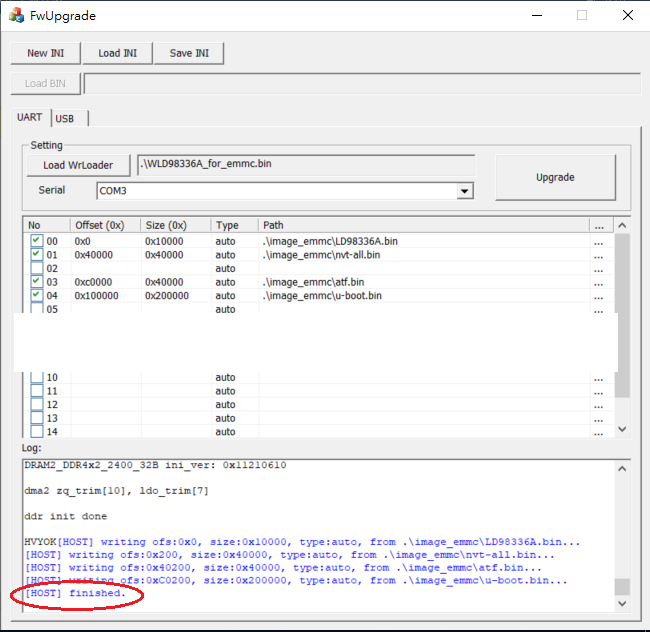 FwUpgrade
New INI Load INI Save INI
Load BIN
UART USB
Setting
Load WrLoader .\WLD98336A_for_emmc.bin
Upgrade
Serial COM3
No Offset (0x) Size (0x) Type Path ...
00 0x0 0x10000 auto .\image_emmc\LD98336A.bin ...
01 0x40000 0x40000 auto .\image_emmc\nvt-all.bin ...
02 auto ...
03 0xc0000 0x40000 auto .\image_emmc\atf.bin ...
04 0x100000 0x200000 auto .\image_emmc\u-boot.bin ...
05 auto ...
10 auto ...
11 auto ...
12 auto ...
13 auto ...
14 auto ...
Log:
DRAM2_DDR4x2_2400_32B ini_ver: 0x11210610
dma2 zq_trim[10], ldo_trim[7]
ddr init done
HVYOK[HOST] writing ofs:0x0, size:0x10000, type:auto, from .\image_emmc\LD98336A.bin...
[HOST] writing ofs:0x200, size:0x40000, type:auto, from .\image_emmc\nvt-all.bin...
[HOST] writing ofs:0x40200, size:0x40000, type:auto, from .\image_emmc\atf.bin...
[HOST] writing ofs:0xC0200, size:0x200000, type:auto, from .\image_emmc\u-boot.bin...
[HOST] finished.